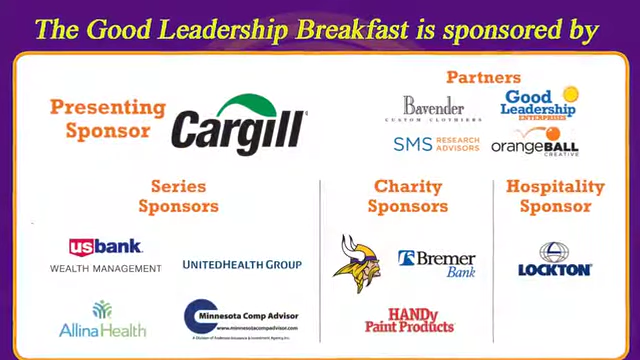 The Good Leadership Breakfast is sponsored by
Presenting
Sponsor
Cargill
Partners
Bavender
CUSTOM CLOTHIERS
Good
Leadership
ENTERPRISES
SMS RESEARCH
ADVISORS
orangeBALL
CREATIVE
Series
Sponsors
usbank
WEALTH MANAGEMENT
UNITEDHEALTH GROUP
AllinaHealth
Minnesota Comp Advisor
www.minnesotacompadvisor.com
Charity
Sponsors
Bremer
Bank
HANDy
Paint Products
Hospitality
Sponsor
LOCKTON